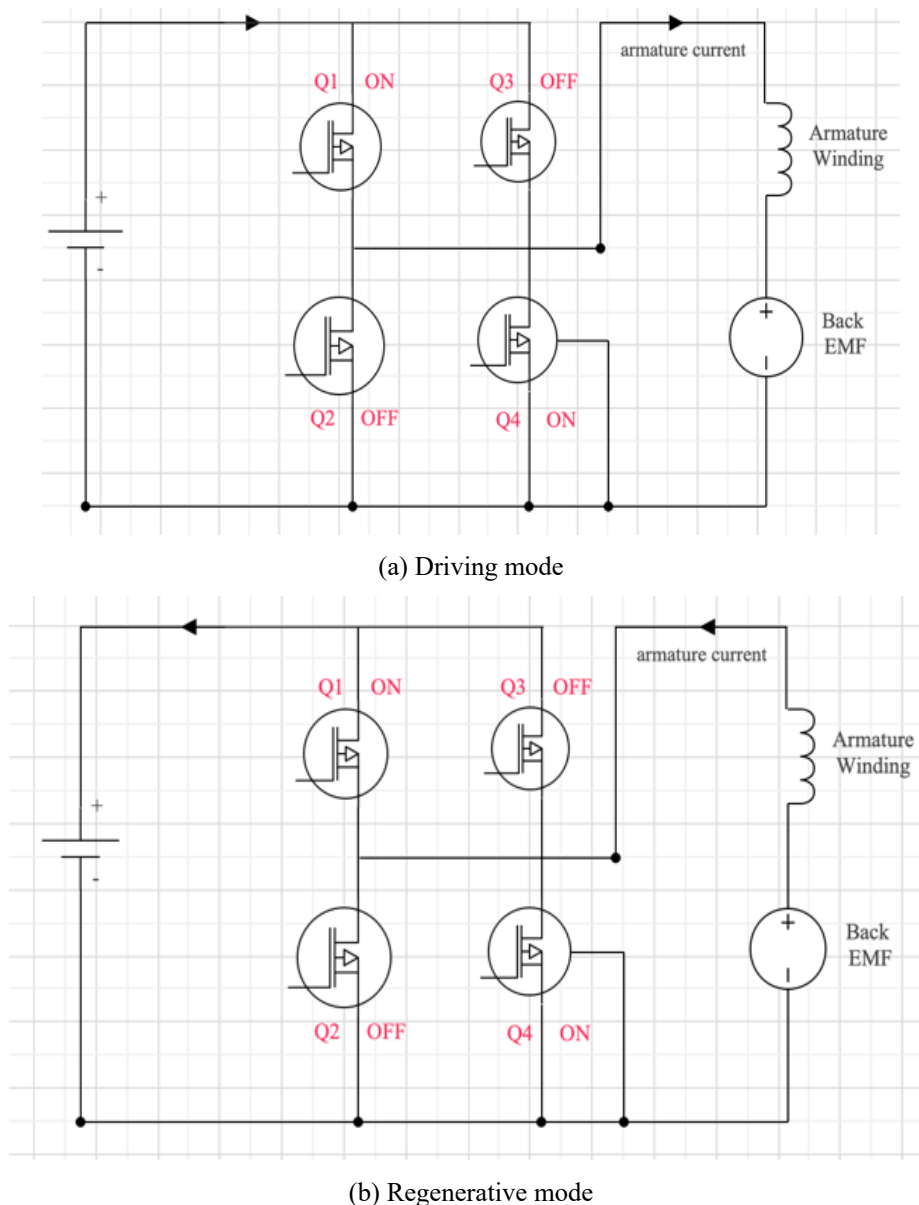 armature current
Q1 ON
Q3 OFF
Armature
Winding
+
-
+
Back
EMF
-
Q2 OFF
Q4 ON
(a) Driving mode
armature current
Q1 ON
Q3 OFF
Armature
Winding
+
-
+
Back
EMF
-
Q2 OFF
Q4 ON
(b) Regenerative mode